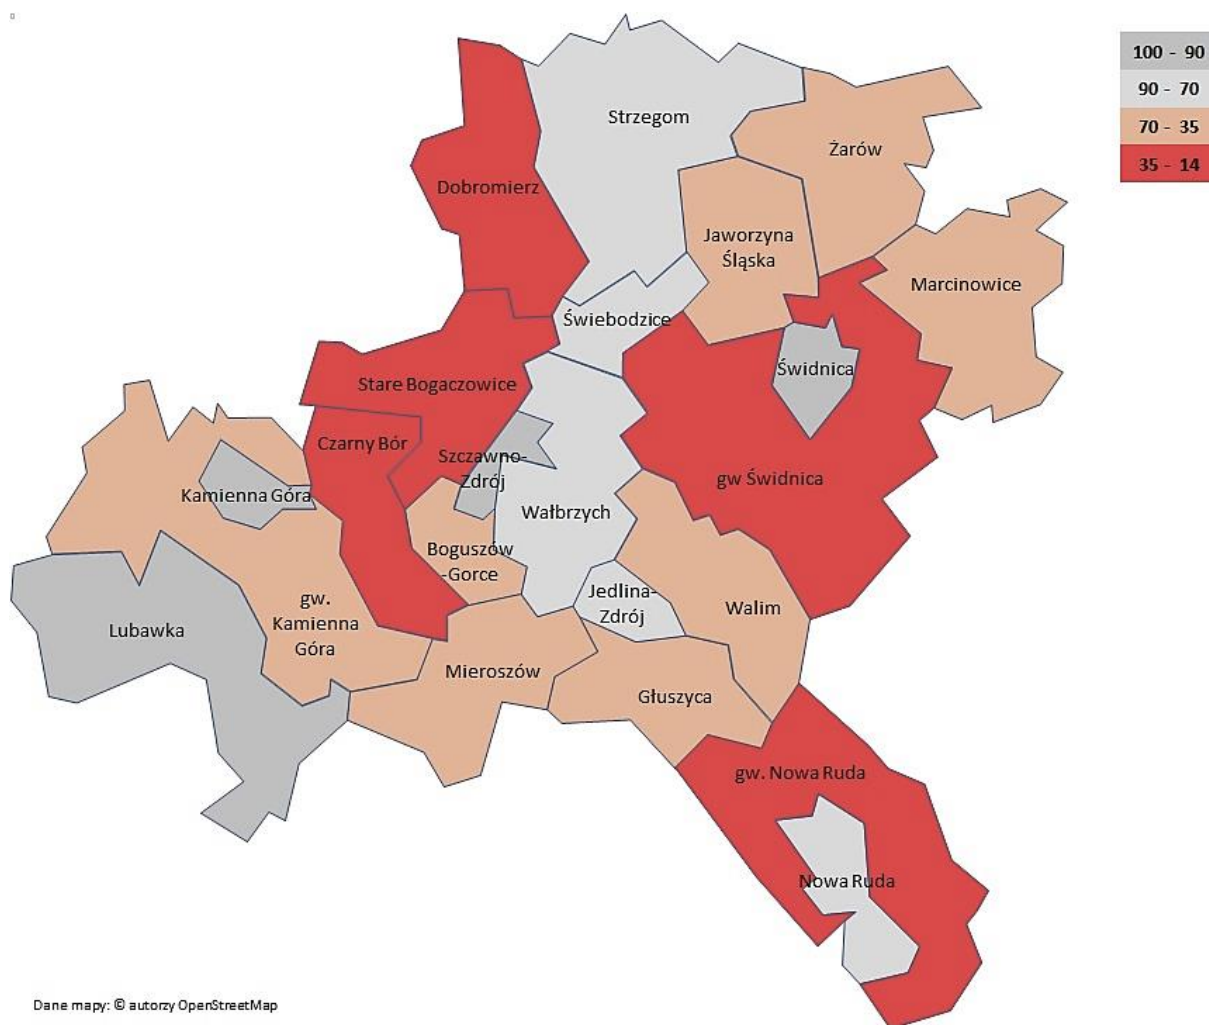 100 - 90
90 - 70
70 - 35
35 - 14
Strzegom
Żarów
Dobromierz
Jaworzyna
Śląska
Marcinowice
Świebodzice
Świdnica
Stare Bogaczowice
Czarny Bór
Szczawno-
Zdrój
gw Świdnica
Kamienna Góra
Wałbrzych
Boguszów
-Gorce
Jedlina-
Zdrój
Walim
gw.
Kamienna
Góra
Lubawka
Mieroszów
Głuszyca
gw. Nowa Ruda
Nowa Ruda
Dane mapy: © autorzy OpenStreetMap